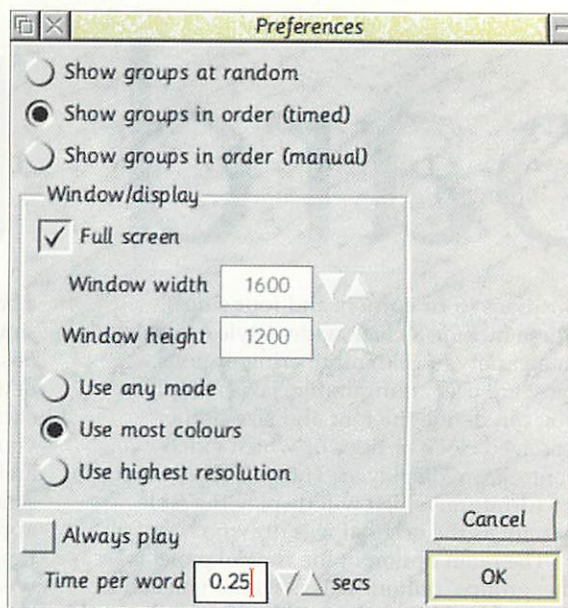 Preferences
Show groups at random
Show groups in order (timed)
Show groups in order (manual)
Window/display
Full screen
Window width 1600
Window height 1200
Use any mode
Use most colours
Use highest resolution
Always play
Cancel
Time per word 0.25 secs
OK